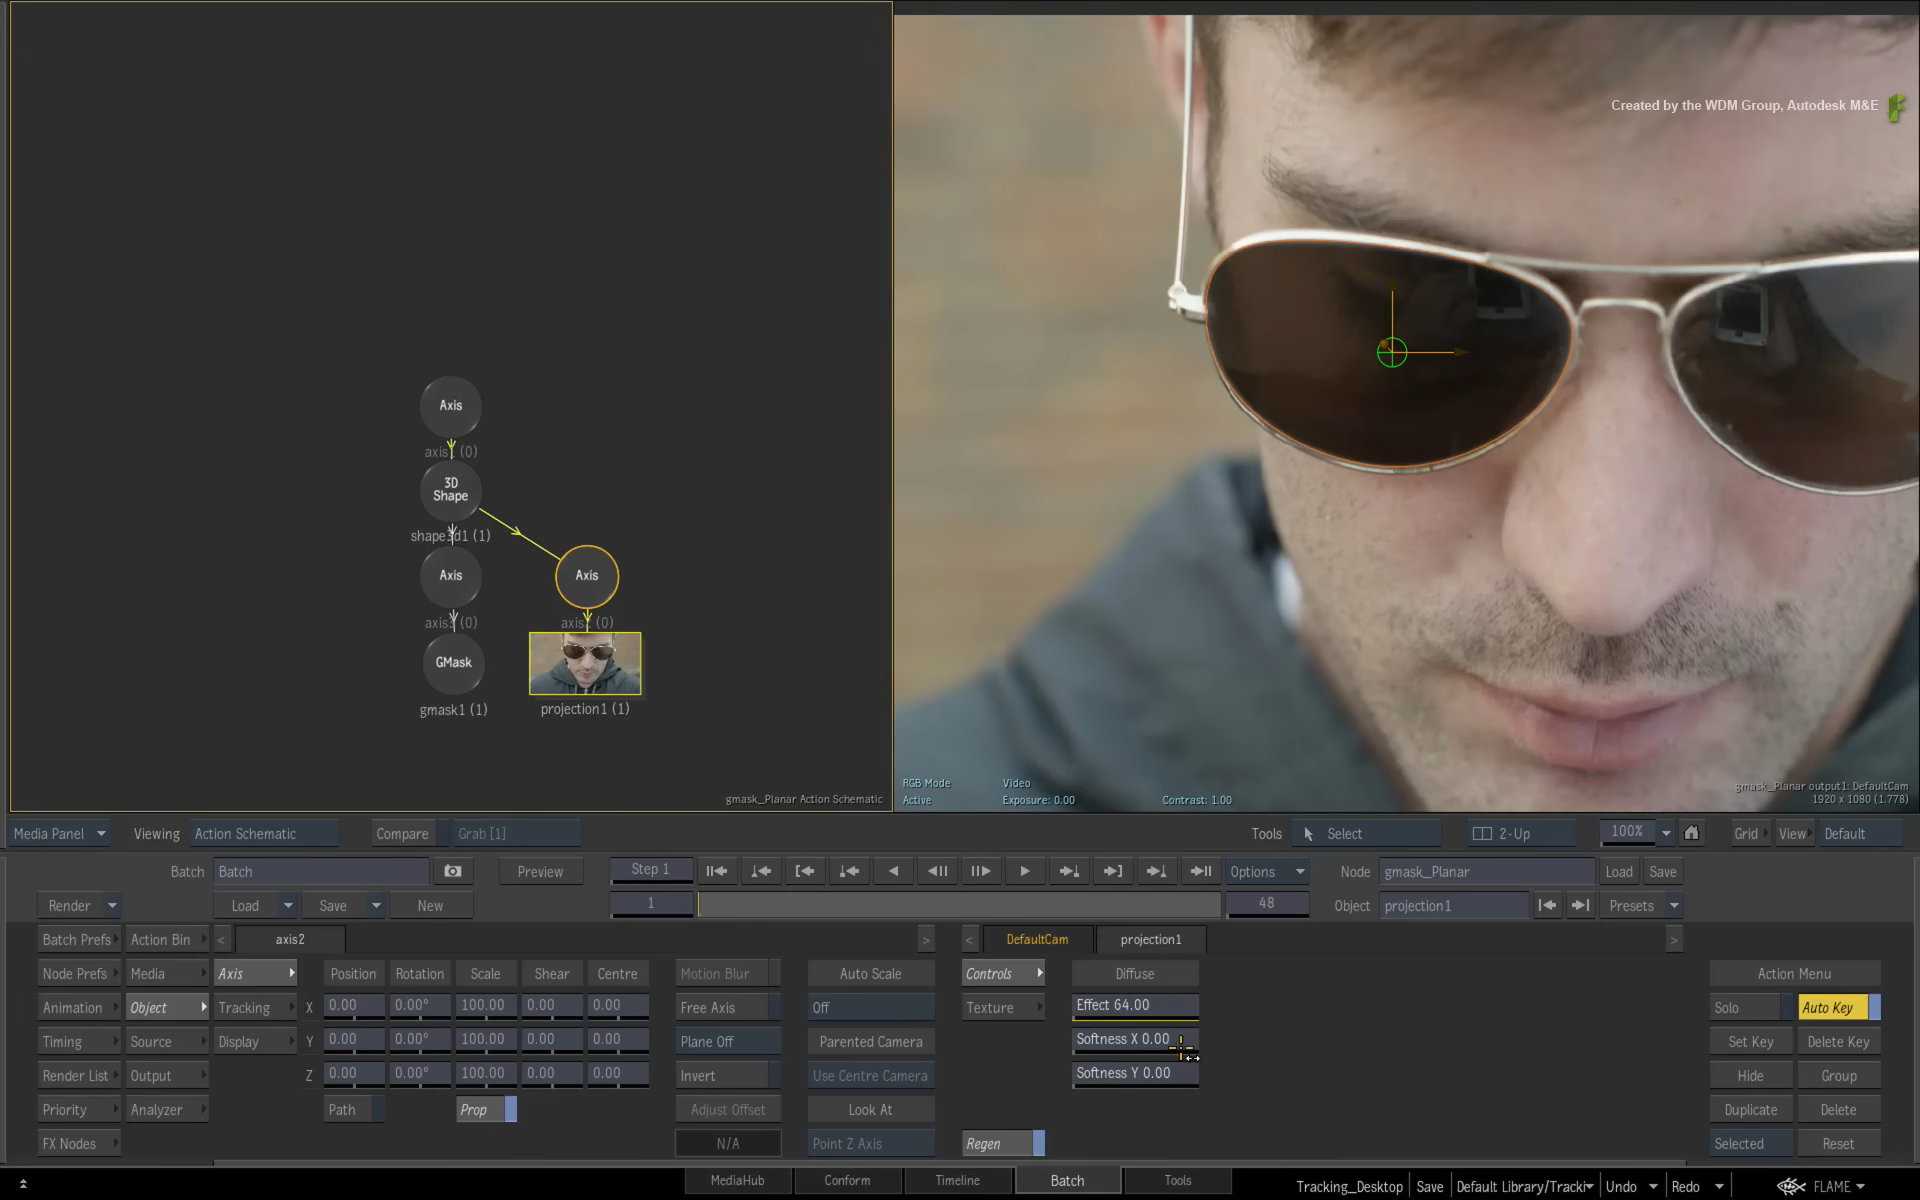 Created by the WDM Group, Autodesk M&E
Axis
axis1 (0)
3D
Shape
shape3d1 (1)
Axis
Axis
axis3 (0)
axis2 (0)
GMask
gmask1 (1)
projection1 (1)
gmask_Planar Action Schematic
RGB Mode
Video
Active
Exposure: 0.00
Contrast: 1.00
gmask_Planar output1: DefaultCam
1920 x 1080 (1.778)
Media Panel
Viewing
Action Schematic
Compare
Grab [1]
Tools
Select
2-Up
100%
Grid
View
Default
Batch
Batch
Preview
Step 1
Options
Node
gmask_Planar
Load
Save
Render
Load
Save
New
1
48
Object
projection1
Presets
Batch Prefs
Action Bin
<
axis2
>
<
DefaultCam
projection1
>
Node Prefs
Media
Axis
Position
Rotation
Scale
Shear
Centre
Motion Blur
Auto Scale
Controls
Diffuse
Action Menu
Animation
Object
Tracking
X
0.00
0.00°
100.00
0.00
0.00
Free Axis
Off
Texture
Effect 64.00
Solo
Auto Key
Timing
Source
Display
Y
0.00
0.00°
100.00
0.00
0.00
Plane Off
Parented Camera
Softness X 0.00
Set Key
Delete Key
Render List
Output
Z
0.00
0.00°
100.00
0.00
0.00
Invert
Use Centre Camera
Softness Y 0.00
Hide
Group
Priority
Analyzer
Path
Prop
Adjust Offset
Look At
Duplicate
Delete
FX Nodes
N/A
Point Z Axis
Regen
Selected
Reset
MediaHub
Conform
Timeline
Batch
Tools
Tracking_Desktop
Save
Default Library/Tracki
Undo
Redo
FLAME